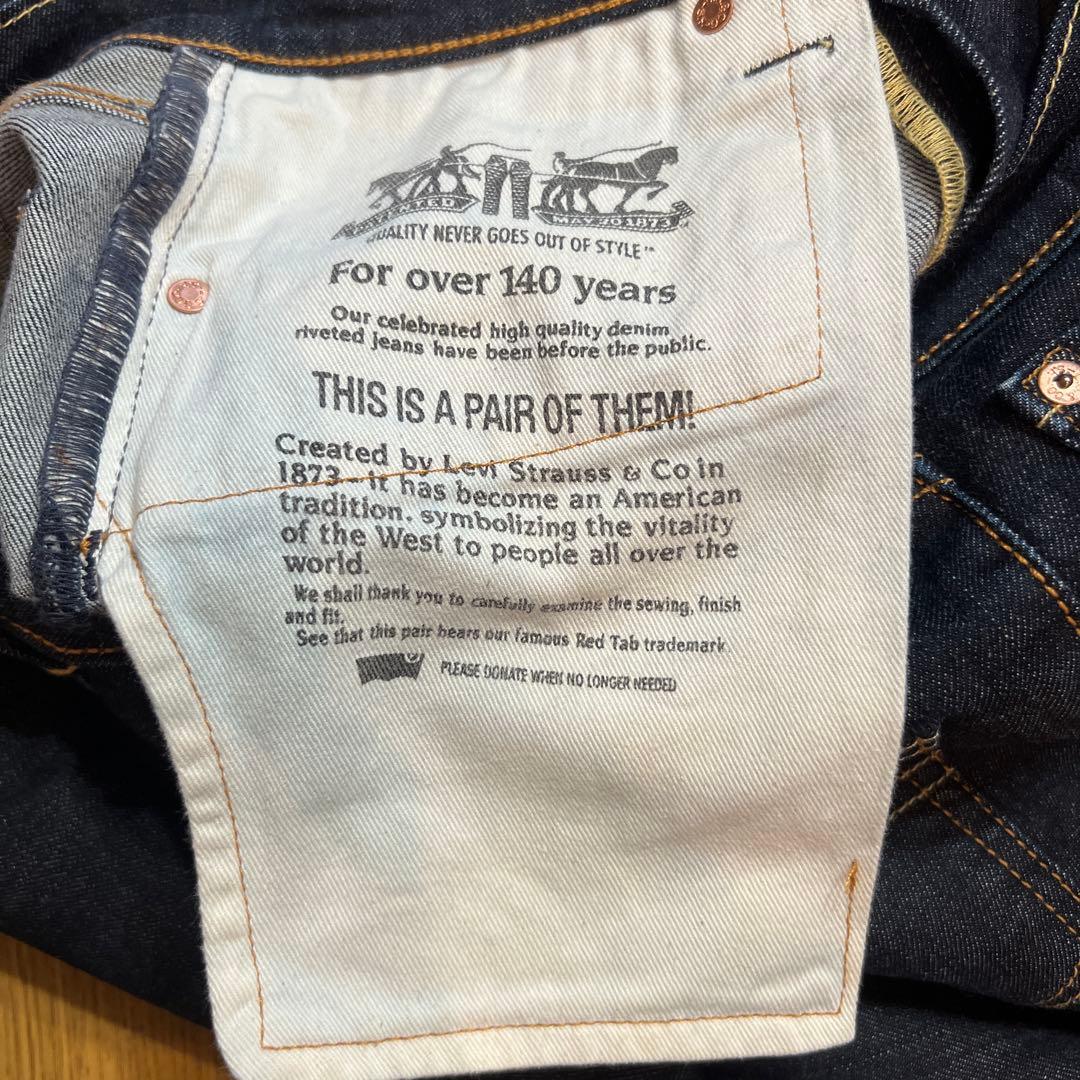 QUALITY NEVER GOES OUT OF STYLE™
For over 140 years
Our celebrated high quality denim
riveted jeans have been before the public.
THIS IS A PAIR OF THEM!
Created by Levi Strauss & Co in
1873 - it has become an American
tradition, symbolizing the vitality
of the West to people all over the
world.
We shall thank you to carefully examine the sewing, finish
and fit.
See that this pair bears our famous Red Tab trademark.
PLEASE DONATE WHEN NO LONGER NEEDED